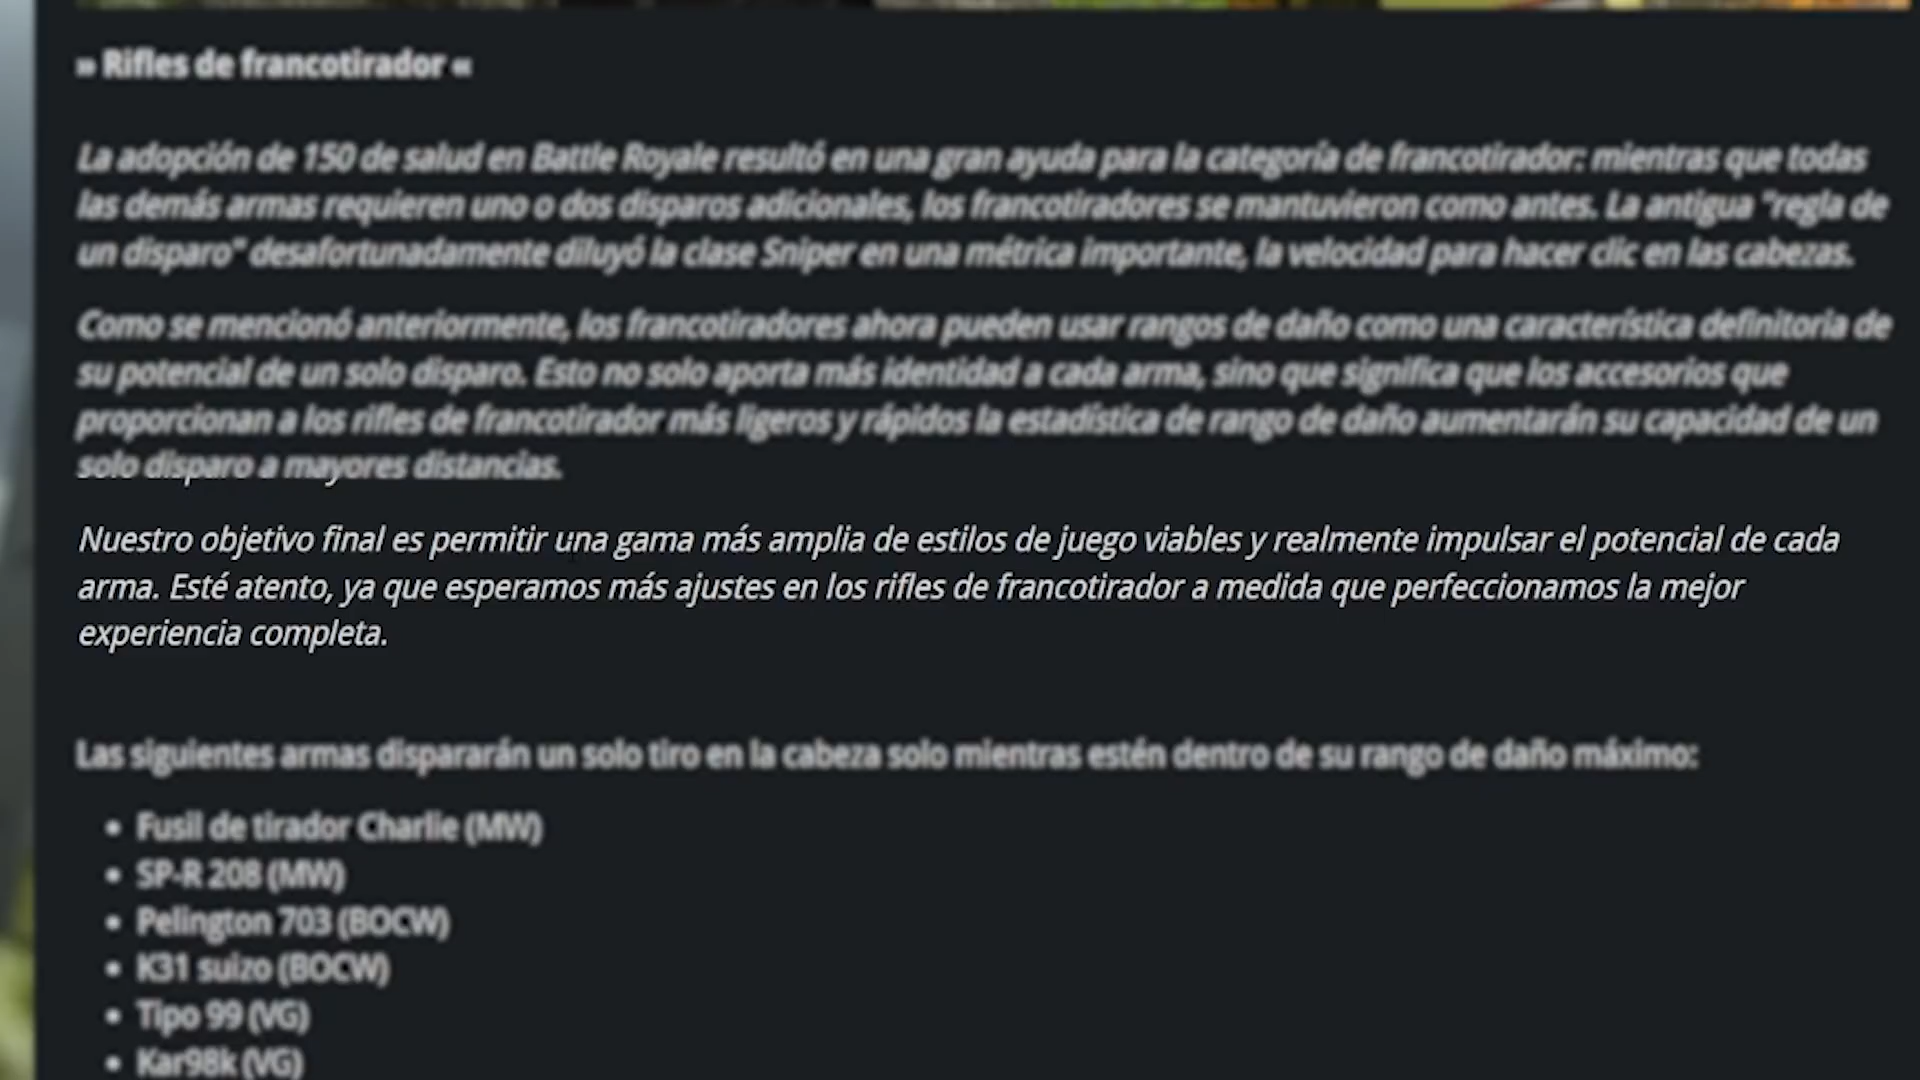 » Rifles de francotirador «
La adopción de 150 de salud en Battle Royale resultó en una gran ayuda para la categoría de francotirador: mientras que todas
las demás armas requieren uno o dos disparos adicionales, los francotiradores se mantuvieron como antes. La antigua "regla de
un disparo" desafortunadamente diluyó la clase Sniper en una métrica importante, la velocidad para hacer clic en las cabezas.
Como se mencionó anteriormente, los francotiradores ahora pueden usar rangos de daño como una característica definitoria de
su potencial de un solo disparo. Esto no solo aporta más identidad a cada arma, sino que significa que los accesorios que
proporcionan a los rifles de francotirador más ligeros y rápidos la estadística de rango de daño aumentarán su capacidad de un
solo disparo a mayores distancias.
Nuestro objetivo final es permitir una gama más amplia de estilos de juego viables y realmente impulsar el potencial de cada
arma. Esté atento, ya que esperamos más ajustes en los rifles de francotirador a medida que perfeccionamos la mejor
experiencia completa.
Las siguientes armas dispararán un solo tiro en la cabeza solo mientras estén dentro de su rango de daño máximo:
• Fusil de tirador Charlie (MW)
• SP-R 208 (MW)
• Pelington 703 (BOCW)
• K31 suizo (BOCW)
• Tipo 99 (VG)
• Kar98k (VG)